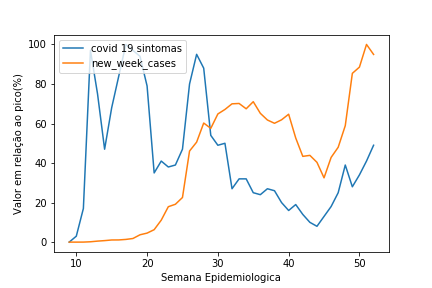 covid 19 sintomas
new_week_cases
Valor em relação ao pico(%)
100
80
60
40
20
0
10
20
30
40
50
Semana Epidemiologica